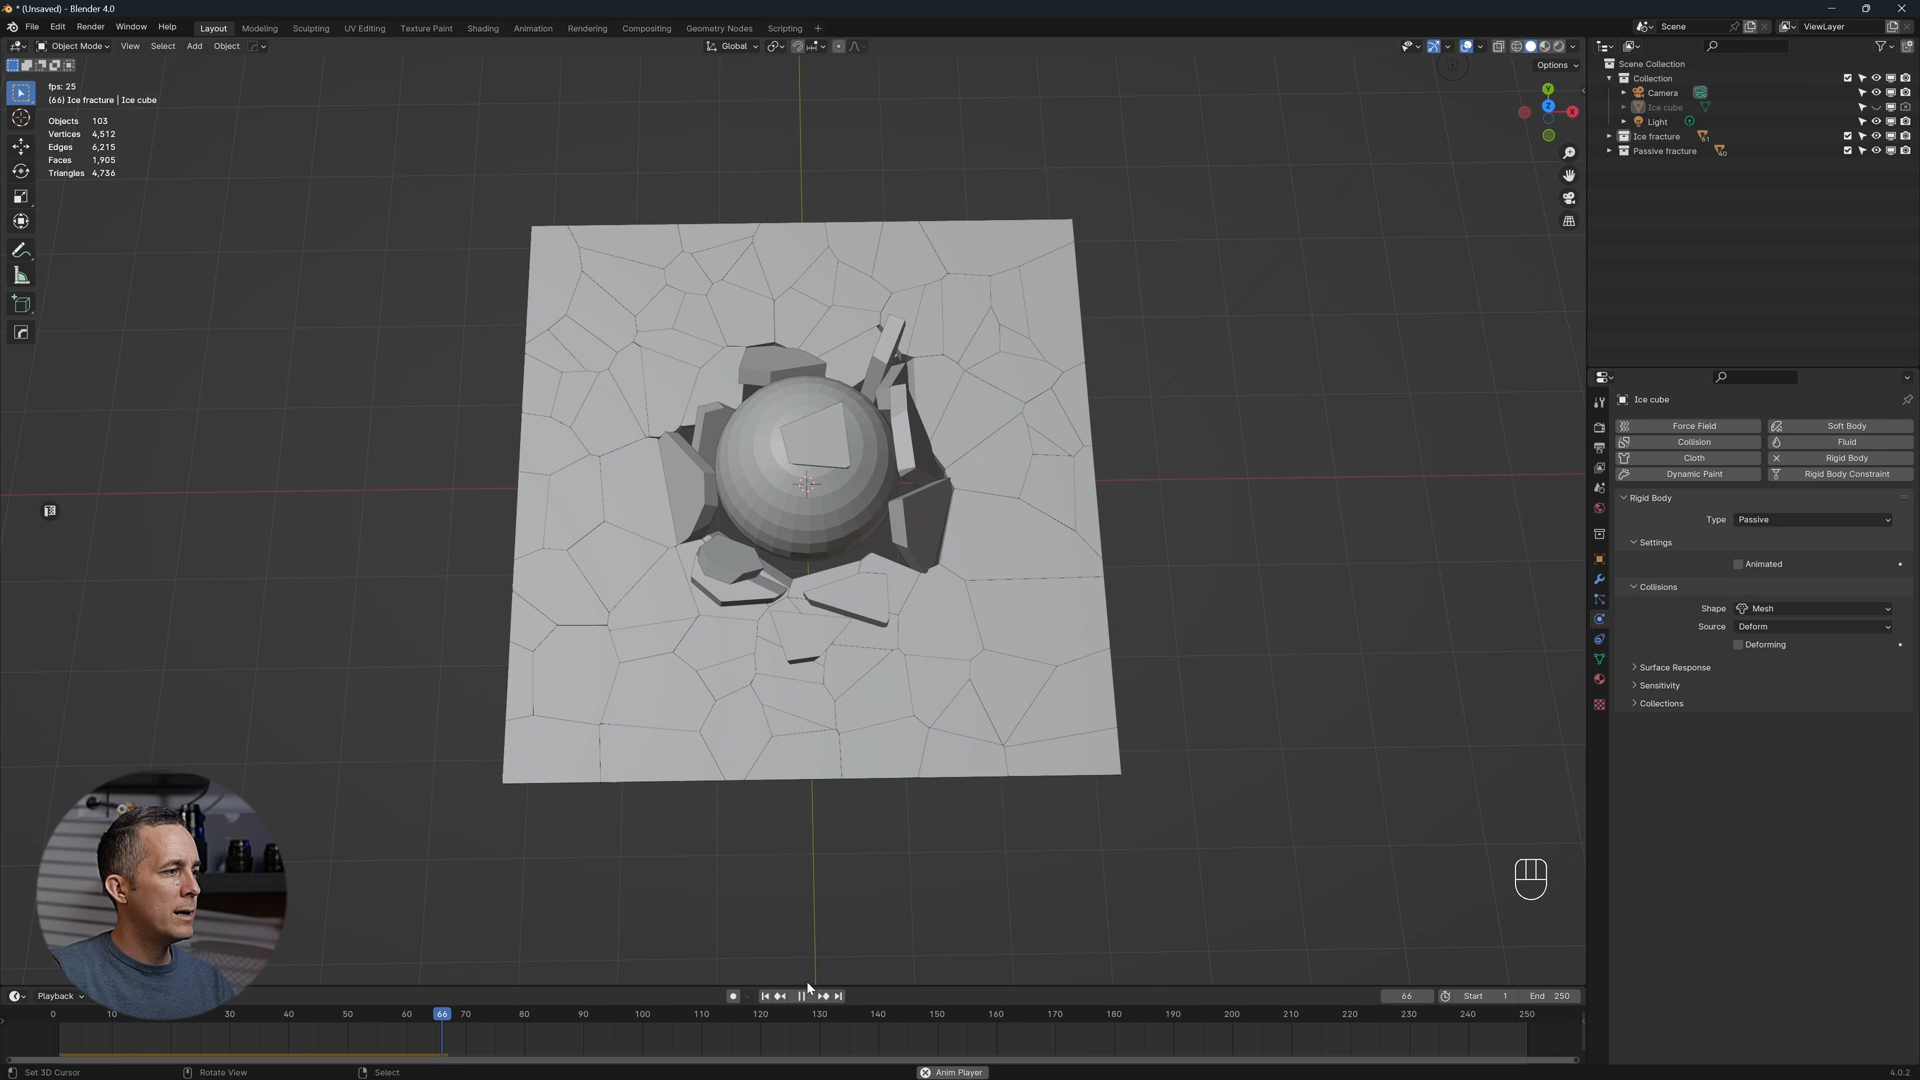 * (Unsaved) - Blender 4.0
File Edit Render Window Help
Layout Modeling Sculpting UV Editing Texture Paint Shading Animation Rendering Compositing Geometry Nodes Scripting +
Scene
ViewLayer
Object Mode View Select Add Object
Global
Options
fps: 25
(66) Ice fracture | Ice cube
Objects 103
Vertices 4,512
Edges 6,215
Faces 1,905
Triangles 4,736
Y
Z
X
Scene Collection
Collection
Camera
Ice cube
Light
Ice fracture
61
Passive fracture
40
Ice cube
Force Field Soft Body
Collision Fluid
Cloth Rigid Body
Dynamic Paint Rigid Body Constraint
Rigid Body
Type Passive
Settings
Animated
Collisions
Shape Mesh
Source Deform
Deforming
Surface Response
Sensitivity
Collections
Playback
66 Start 1 End 250
0 10 30 40 50 60 66 70 80 90 100 110 120 130 140 150 160 170 180 190 200 210 220 230 240 250
Set 3D Cursor Rotate View Select Anim Player 4.0.2